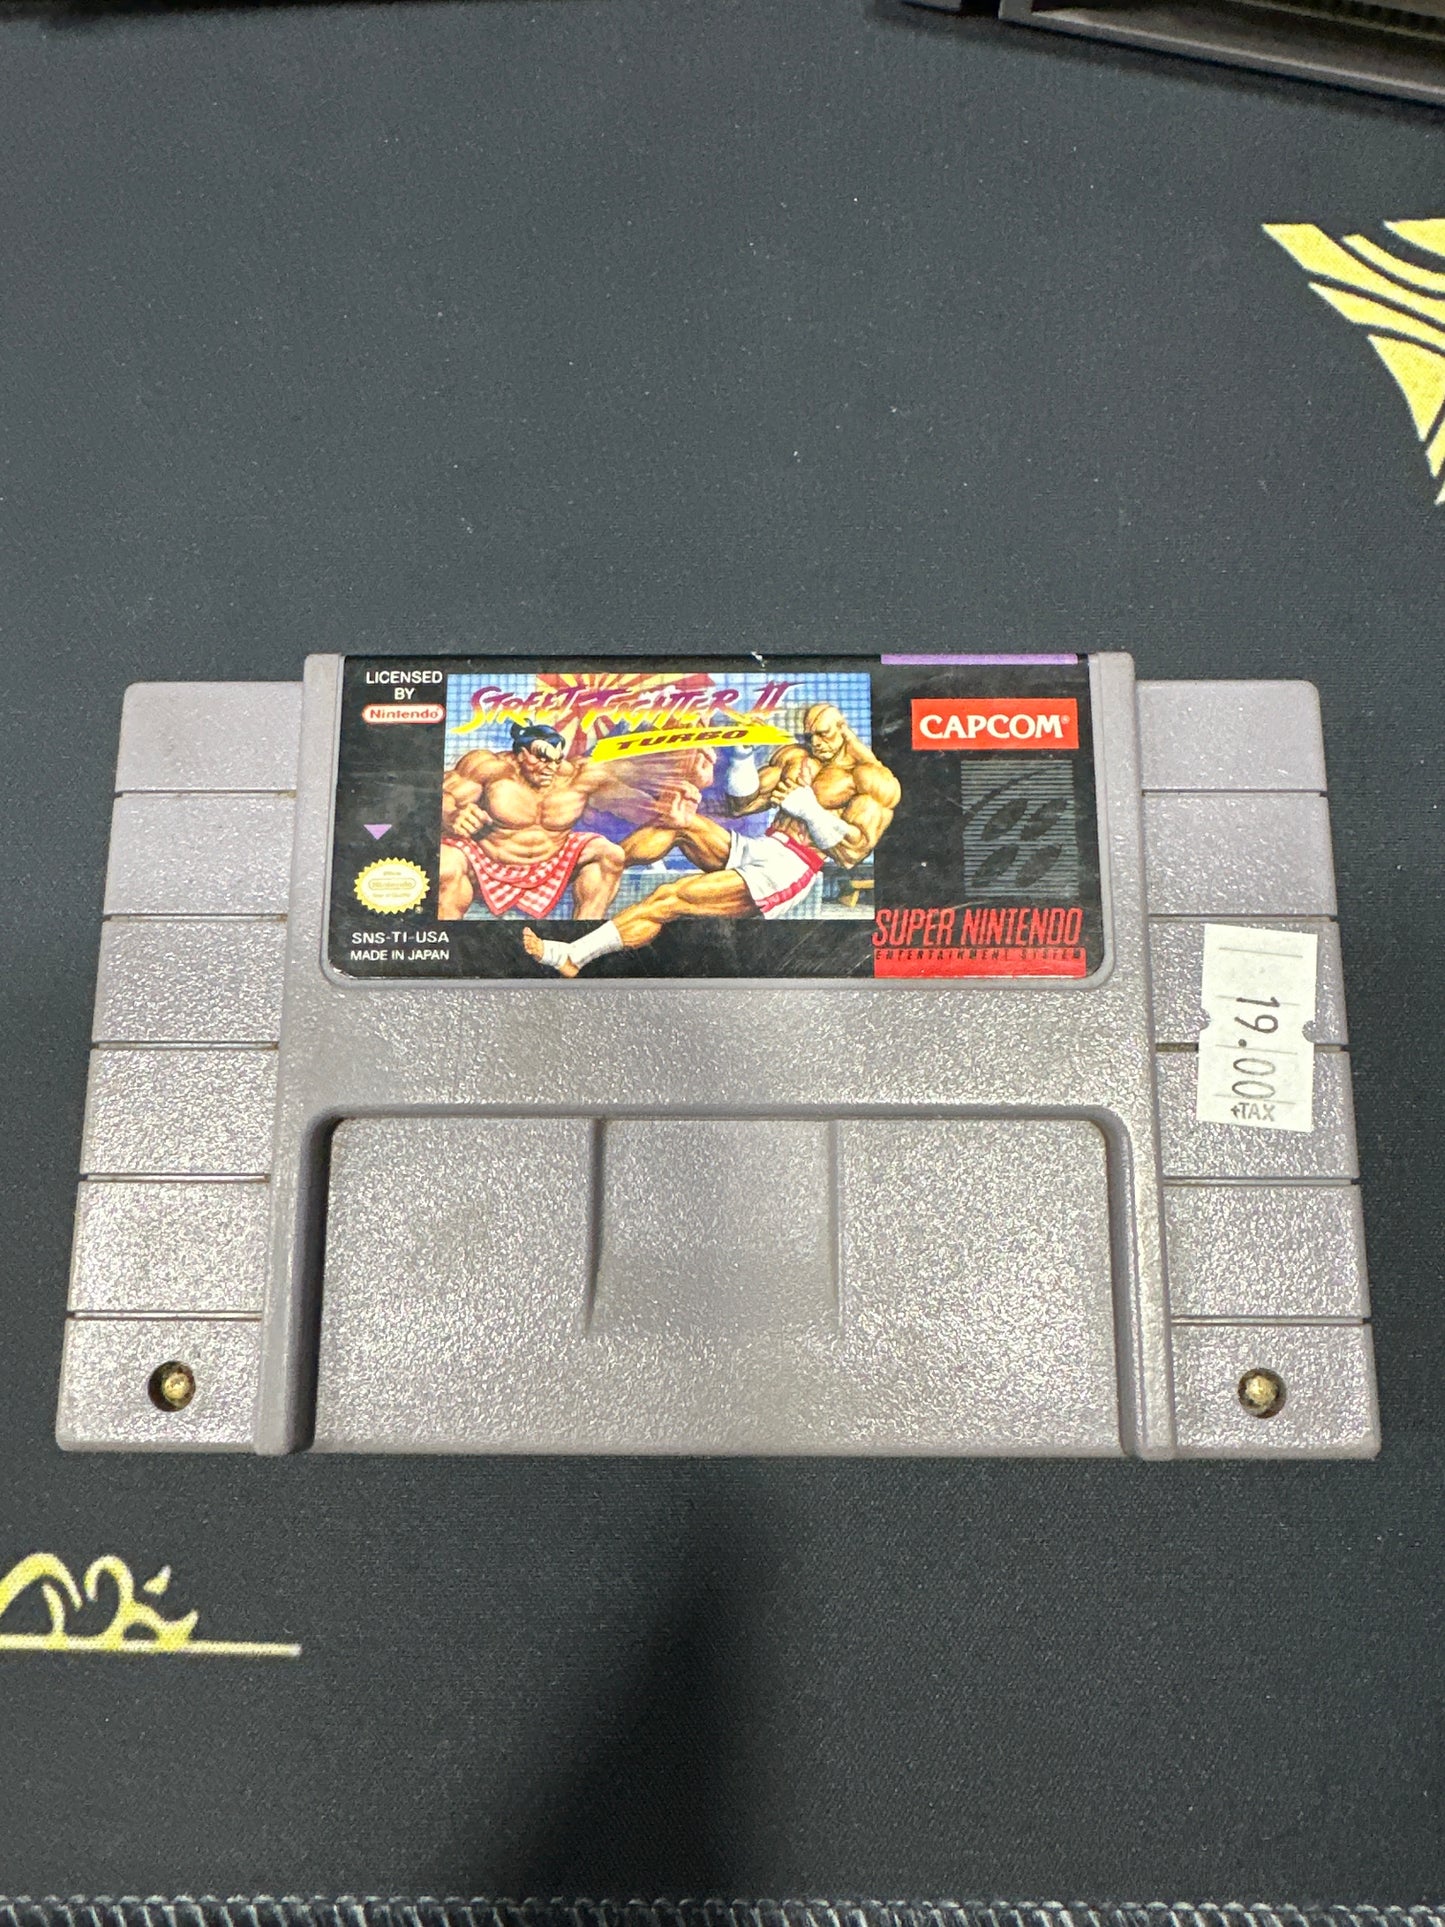 LICENSED
BY
Nintendo
STREET FIGHTER II
TURBO
CAPCOM®
Nintendo
SNS-TI-USA
MADE IN JAPAN
SUPER NINTENDO
ENTERTAINMENT SYSTEM
19.00
+TAX